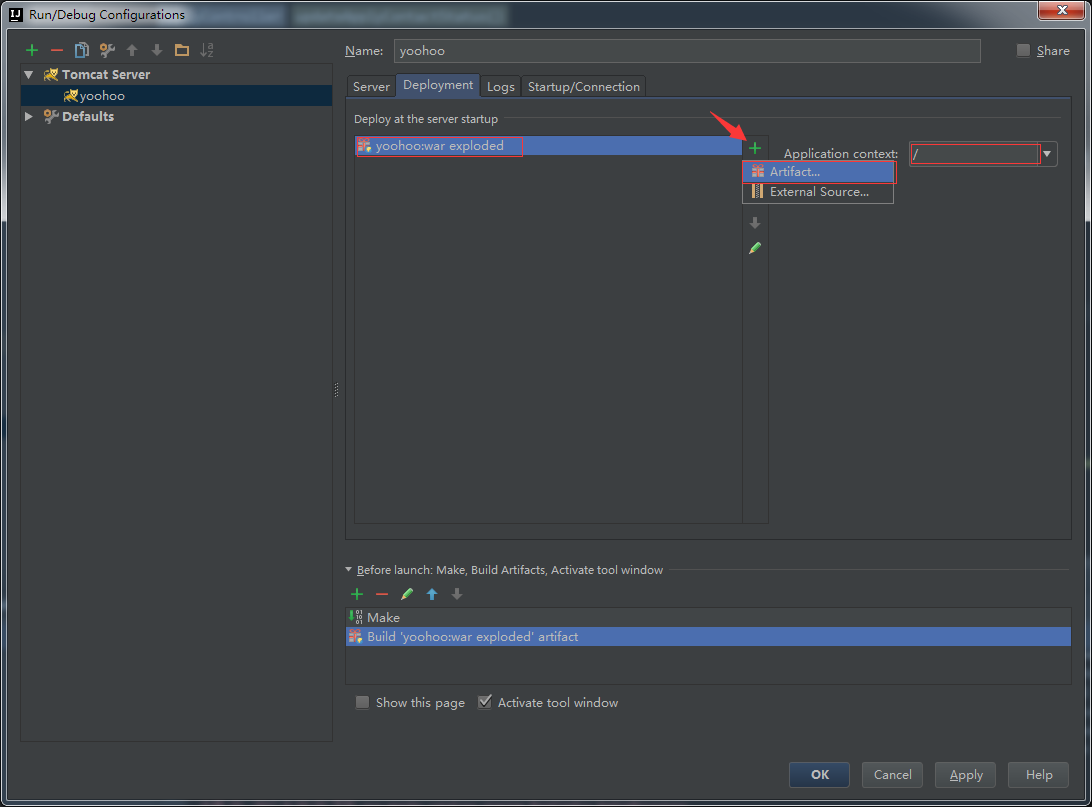 Run/Debug Configurations
Name: yoohoo Share
Tomcat Server
yoohoo
Defaults
Server Deployment Logs Startup/Connection
Deploy at the server startup
yoohoo:war exploded
Application context: /
Artifact...
External Source...
Before launch: Make, Build Artifacts, Activate tool window
Make
Build 'yoohoo:war exploded' artifact
Show this page Activate tool window
OK Cancel Apply Help